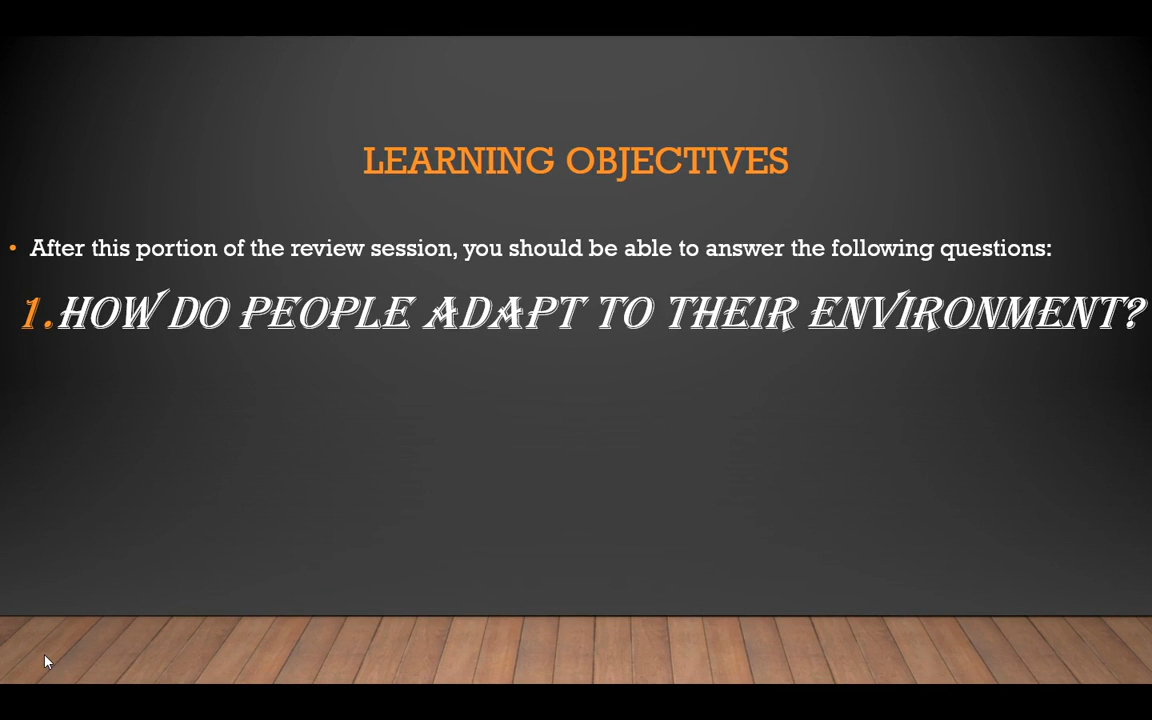 LEARNING OBJECTIVES
• After this portion of the review session, you should be able to answer the following questions:
1. HOW DO PEOPLE ADAPT TO THEIR ENVIRONMENT?